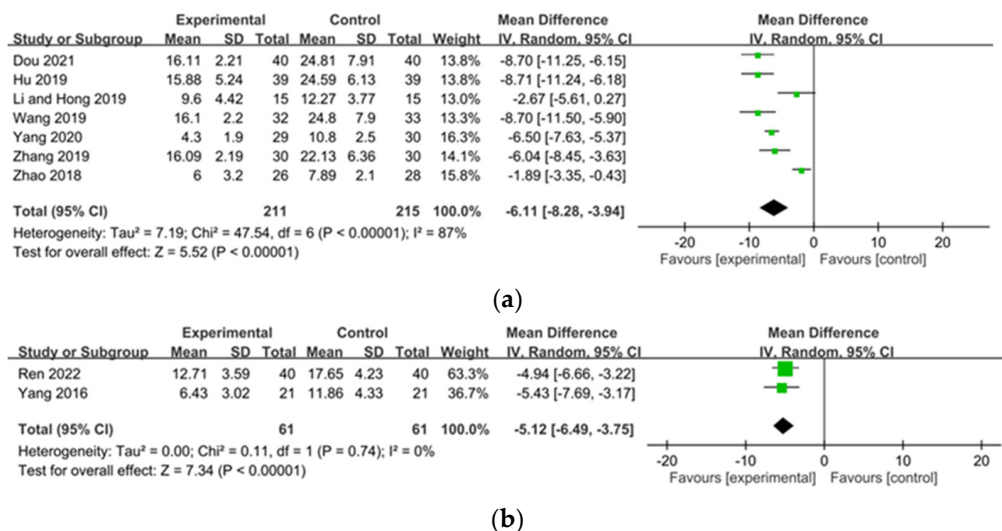 Experimental Control Mean Difference Mean Difference
Study or Subgroup Mean SD Total Mean SD Total Weight IV, Random, 95% CI IV, Random, 95% CI
Dou 2021 16.11 2.21 40 24.81 7.91 40 13.8% -8.70 [-11.25, -6.15]
Hu 2019 15.88 5.24 39 24.59 6.13 39 13.8% -8.71 [-11.24, -6.18]
Li and Hong 2019 9.6 4.42 15 12.27 3.77 15 13.0% -2.67 [-5.61, 0.27]
Wang 2019 16.1 2.2 32 24.8 7.9 33 13.3% -8.70 [-11.50, -5.90]
Yang 2020 4.3 1.9 29 10.8 2.5 30 16.3% -6.50 [-7.63, -5.37]
Zhang 2019 16.09 2.19 30 22.13 6.36 30 14.1% -6.04 [-8.45, -3.63]
Zhao 2018 6 3.2 26 7.89 2.1 28 15.8% -1.89 [-3.35, -0.43]
Total (95% CI) 211 215 100.0% -6.11 [-8.28, -3.94]
Heterogeneity: Tau² = 7.19; Chi² = 47.54, df = 6 (P < 0.00001); I² = 87%
Test for overall effect: Z = 5.52 (P < 0.00001)
-20 -10 0 10 20
Favours [experimental] Favours [control]
(a)
Experimental Control Mean Difference Mean Difference
Study or Subgroup Mean SD Total Mean SD Total Weight IV, Random, 95% CI IV, Random, 95% CI
Ren 2022 12.71 3.59 40 17.65 4.23 40 63.3% -4.94 [-6.66, -3.22]
Yang 2016 6.43 3.02 21 11.86 4.33 21 36.7% -5.43 [-7.69, -3.17]
Total (95% CI) 61 61 100.0% -5.12 [-6.49, -3.75]
Heterogeneity: Tau² = 0.00; Chi² = 0.11, df = 1 (P = 0.74); I² = 0%
Test for overall effect: Z = 7.34 (P < 0.00001)
-20 -10 0 10 20
Favours [experimental] Favours [control]
(b)